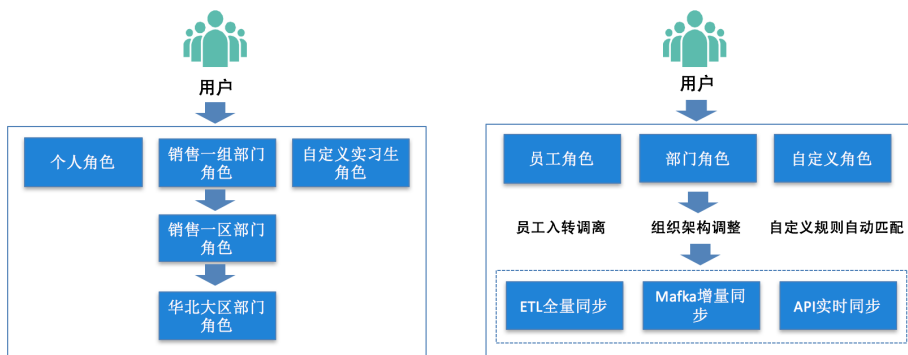 用户
个人角色
销售一组部门
角色
自定义实习生
角色
销售一区部门
角色
华北大区部门
角色
用户
员工角色
部门角色
自定义角色
员工入转调离
组织架构调整
自定义规则自动匹配
ETL全量同步
Mafka增量同
步
API实时同步